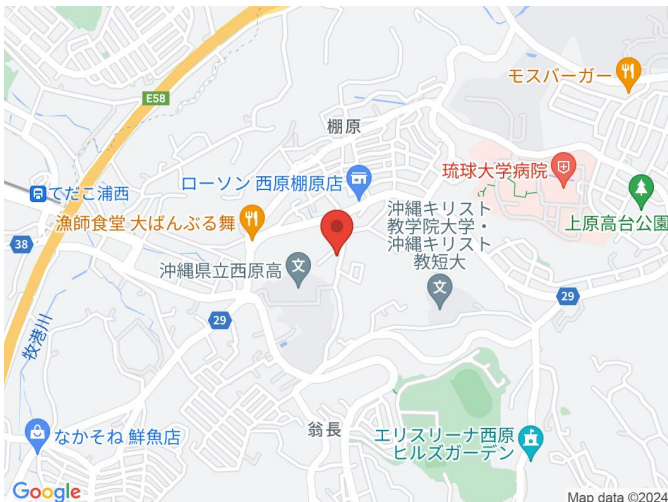 モスバーガー
E58
棚原
琉球大学病院
てだこ浦西
ローソン 西原棚原店
上原高台公園
漁師食堂 大ばんぶる舞
沖縄キリスト
教学院大学・
沖縄キリスト
教短大
38
沖縄県立西原高
文
文
29
29
牧港川
翁長
なかそね 鮮魚店
エリスリーナ西原
ヒルズガーデン
Google
Map data ©2024